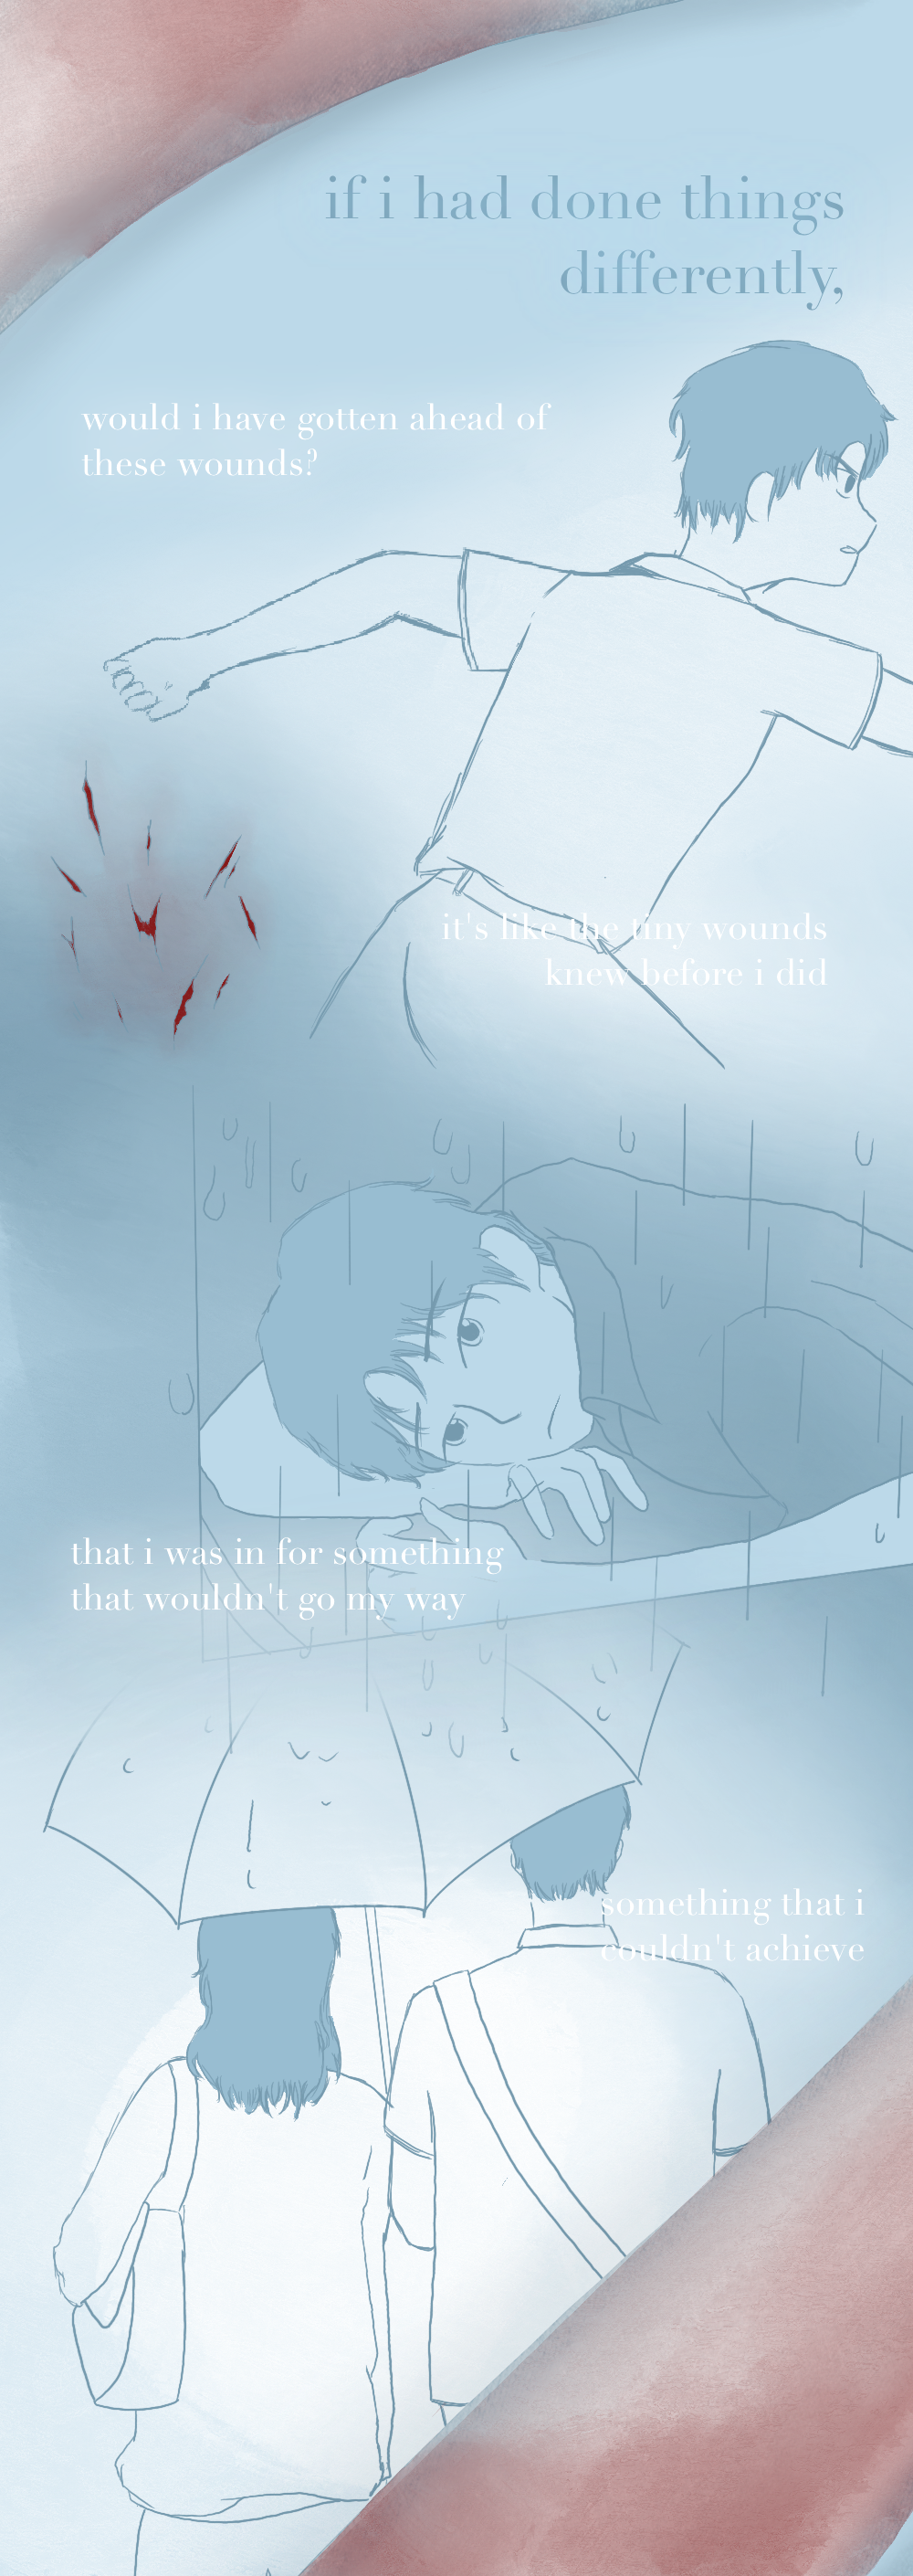 if i had done things
differently,
would i have gotten ahead of
these wounds?
it's like the tiny wounds
knew before i did
that i was in for something
that wouldn't go my way
something that i
couldn't achieve